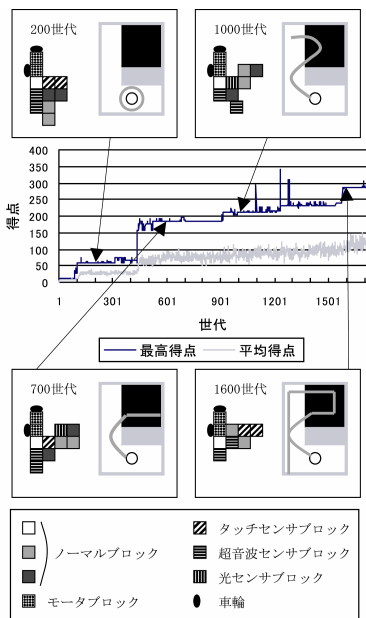 200世代
1000世代
400
350
300
250
200
150
100
50
0
得点
1
301
601
901
1201
1501
世代
最高得点
平均得点
700世代
1600世代
ノーマルブロック
モータブロック
タッチセンサブロック
超音波センサブロック
光センサブロック
車輪